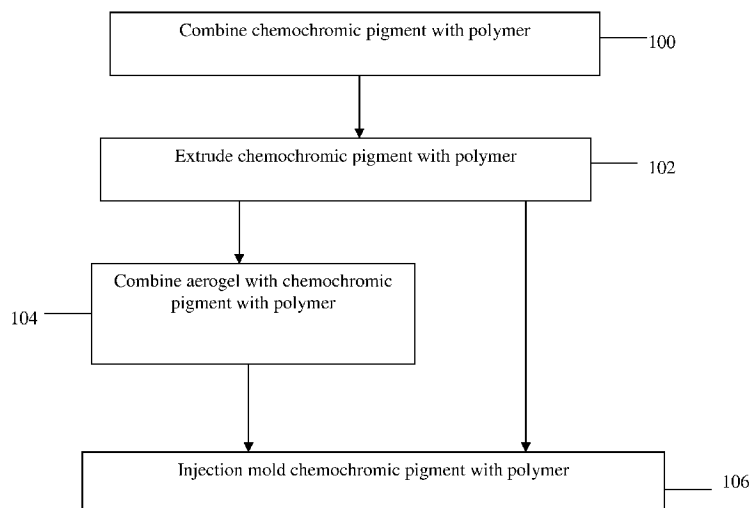 Combine chemochromic pigment with polymer
100
Extrude chemochromic pigment with polymer
102
Combine aerogel with chemochromic
pigment with polymer
104
Injection mold chemochromic pigment with polymer
106